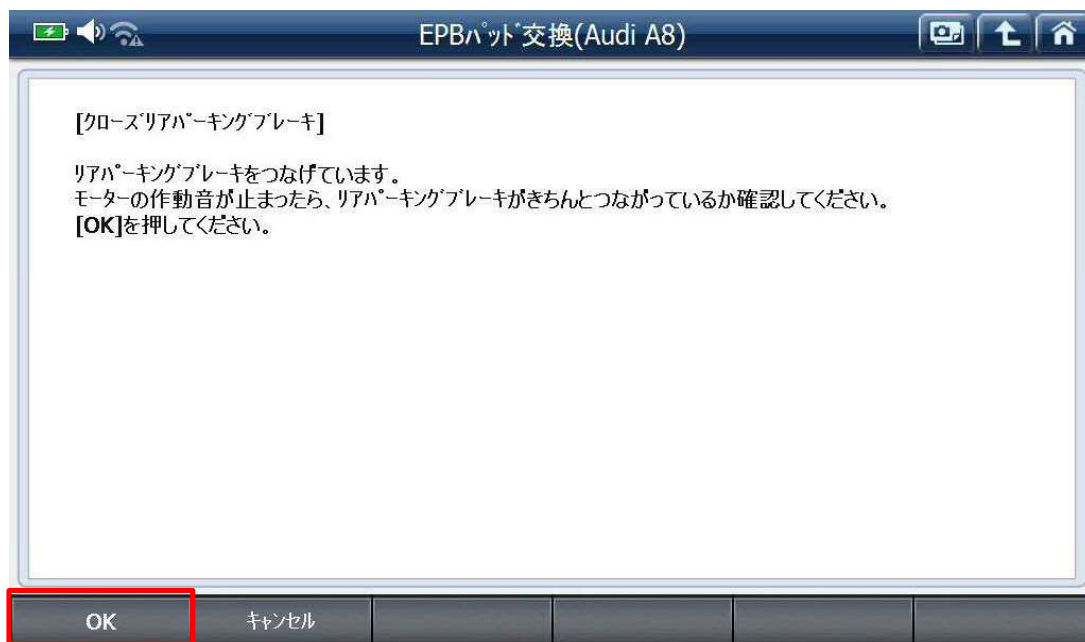 EPBﾊﾟｯﾄﾞ交換(Audi A8)
[ｸﾛｰｽﾞﾘｱﾊﾟｰｷﾝｸﾞﾌﾞﾚｰｷ]
ﾘｱﾊﾟｰｷﾝｸﾞﾌﾞﾚｰｷをつなげています。
ﾓｰﾀｰの作動音が止まったら、ﾘｱﾊﾟｰｷﾝｸﾞﾌﾞﾚｰｷがきちんとつながっているか確認してください。
[OK]を押してください。
OK
ｷｬﾝｾﾙ